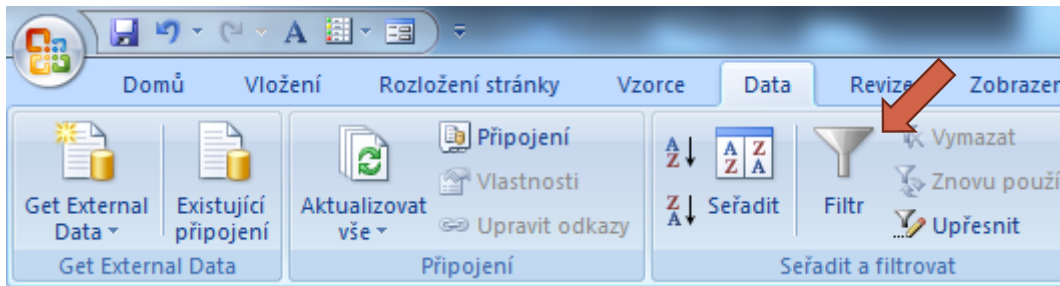 Domů Vložení Rozložení stránky Vzorce Data Revize Zobrazen
Get External Data
Existující připojení
Aktualizovat vše
Připojení
Vlastnosti
Upravit odkazy
Seřadit
Filtr
Vymazat
Znovu použí
Upřesnit
Get External Data Připojení Seřadit a filtrovat